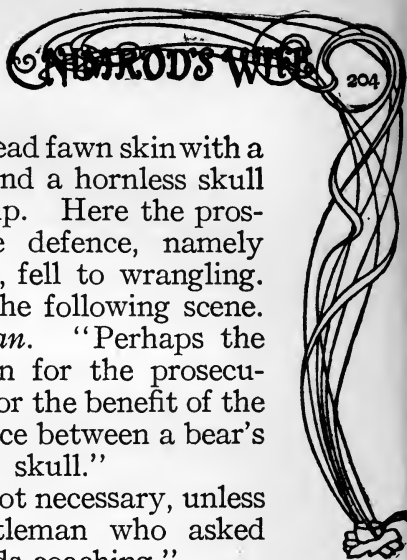 NIMROD'S WIFE
204
ead fawn skin with a
nd a hornless skull
p. Here the pros-
e defence, namely
, fell to wrangling.
he following scene.
an. "Perhaps the
n for the prosecu-
or the benefit of the
ce between a bear's
skull."
ot necessary, unless
tleman who asked
ds coaching."